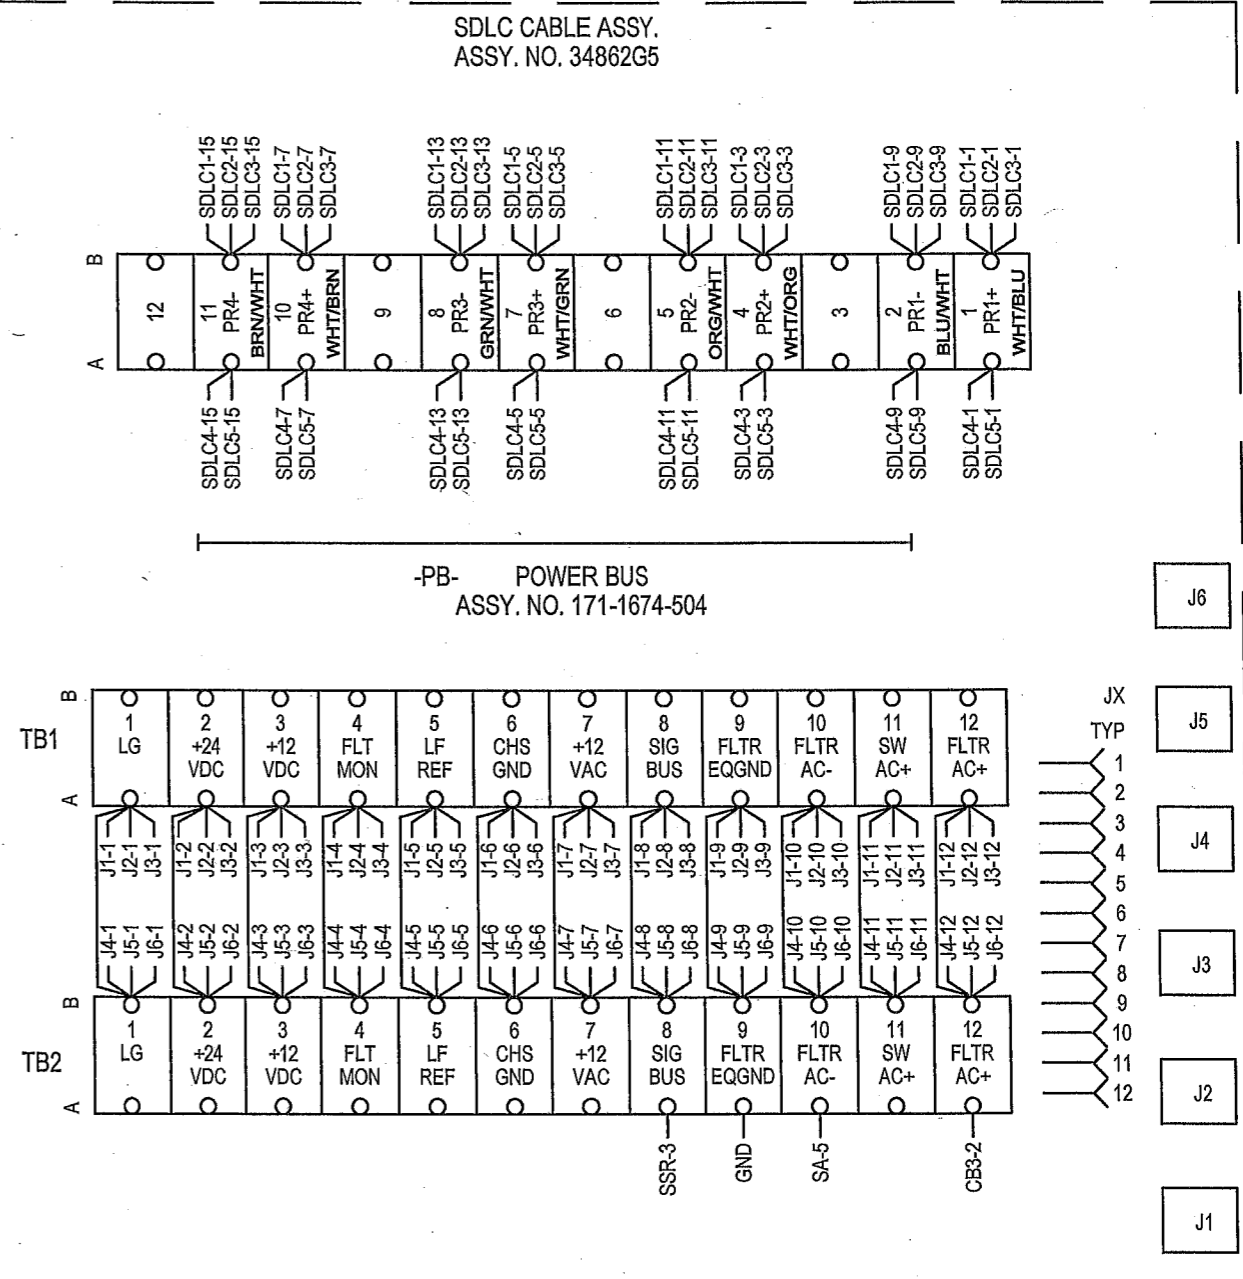 SDLC CABLE ASSY.
ASSY. NO. 34862G5
SDLC1-15
SDLC2-15
SDLC3-15
SDLC1-7
SDLC2-7
SDLC3-7
SDLC1-13
SDLC2-13
SDLC3-13
SDLC1-5
SDLC2-5
SDLC3-5
SDLC1-11
SDLC2-11
SDLC3-11
SDLC1-3
SDLC2-3
SDLC3-3
SDLC1-9
SDLC2-9
SDLC3-9
SDLC1-1
SDLC2-1
SDLC3-1
B
A
12
11
PR4-
BRN/WHT
10
PR4+
WHT/BRN
9
8
PR3-
GRN/WHT
7
PR3+
WHT/GRN
6
5
PR2-
ORG/WHT
4
PR2+
WHT/ORG
3
2
PR1-
BLU/WHT
1
PR1+
WHT/BLU
SDLC4-15
SDLC5-15
SDLC4-7
SDLC5-7
SDLC4-13
SDLC5-13
SDLC4-5
SDLC5-5
SDLC4-11
SDLC5-11
SDLC4-3
SDLC5-3
SDLC4-9
SDLC5-9
SDLC4-1
SDLC5-1
-PB- POWER BUS
ASSY. NO. 171-1674-504
TB1
B
A
1 2 3 4 5 6 7 8 9 10 11 12
LG +24 +12 FLT LF CHS +12 SIG FLTR FLTR SW FLTR
VDC VDC MON REF GND VAC BUS EQGND AC- AC+ AC+
J1-1 J2-1 J3-1
J1-2 J2-2 J3-2
J1-3 J2-3 J3-3
J1-4 J2-4 J3-4
J1-5 J2-5 J3-5
J1-6 J2-6 J3-6
J1-7 J2-7 J3-7
J1-8 J2-8 J3-8
J1-9 J2-9 J3-9
J1-10 J2-10 J3-10
J1-11 J2-11 J3-11
J1-12 J2-12 J3-12
J4-1 J5-1 J6-1
J4-2 J5-2 J6-2
J4-3 J5-3 J6-3
J4-4 J5-4 J6-4
J4-5 J5-5 J6-5
J4-6 J5-6 J6-6
J4-7 J5-7 J6-7
J4-8 J5-8 J6-8
J4-9 J5-9 J6-9
J4-10 J5-10 J6-10
J4-11 J5-11 J6-11
J4-12 J5-12 J6-12
TB2
B
A
1 2 3 4 5 6 7 8 9 10 11 12
LG +24 +12 FLT LF CHS +12 SIG FLTR FLTR SW FLTR
VDC VDC MON REF GND VAC BUS EQGND AC- AC+ AC+
SSR-3
GND
SA-5
CB3-2
JX
TYP
1
2
3
4
5
6
7
8
9
10
11
12
J6
J5
J4
J3
J2
J1